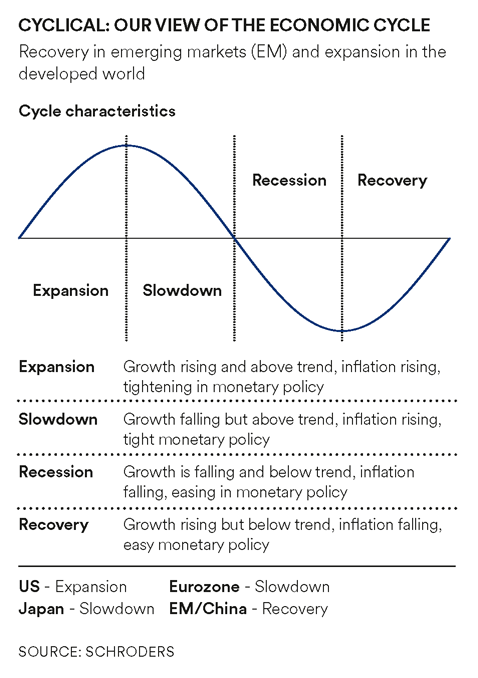 CYCLICAL: OUR VIEW OF THE ECONOMIC CYCLE
Recovery in emerging markets (EM) and expansion in the
developed world
Cycle characteristics
Recession
Recovery
Expansion
Slowdown
Expansion Growth rising and above trend, inflation rising,
tightening in monetary policy
Slowdown Growth falling but above trend, inflation rising,
tight monetary policy
Recession Growth is falling and below trend, inflation
falling, easing in monetary policy
Recovery Growth rising but below trend, inflation falling,
easy monetary policy
US - Expansion Eurozone - Slowdown
Japan - Slowdown EM/China - Recovery
SOURCE: SCHRODERS